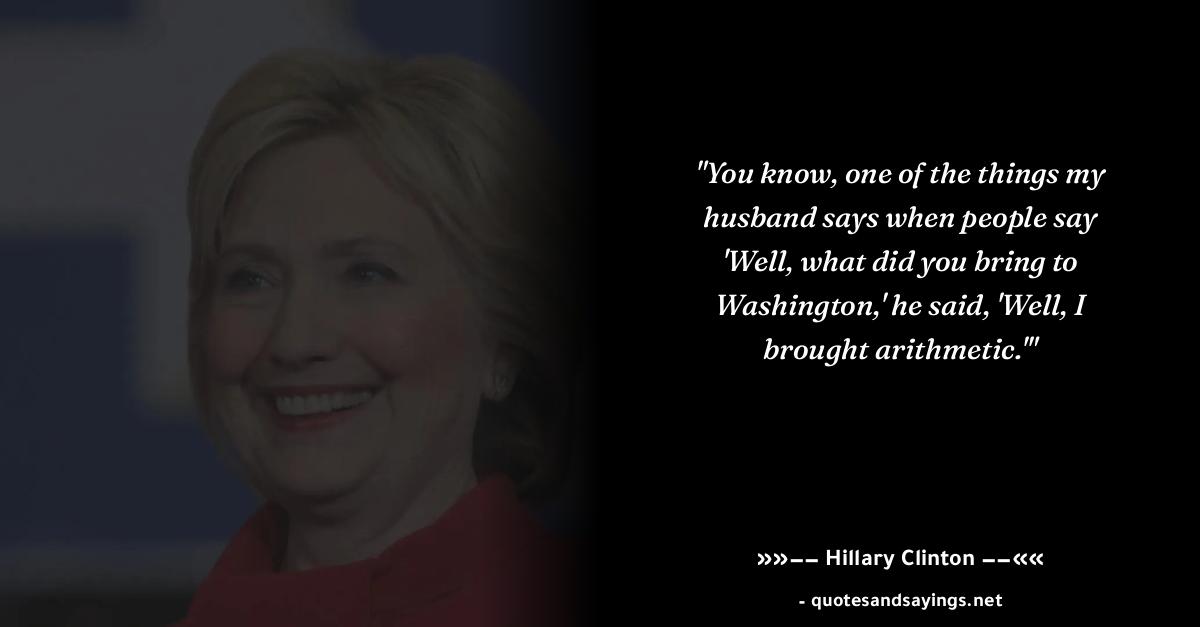 "You know, one of the things my
husband says when people say
'Well, what did you bring to
Washington,' he said, 'Well, I
brought arithmetic.'"
»»–– Hillary Clinton ––««
- quotesandsayings.net